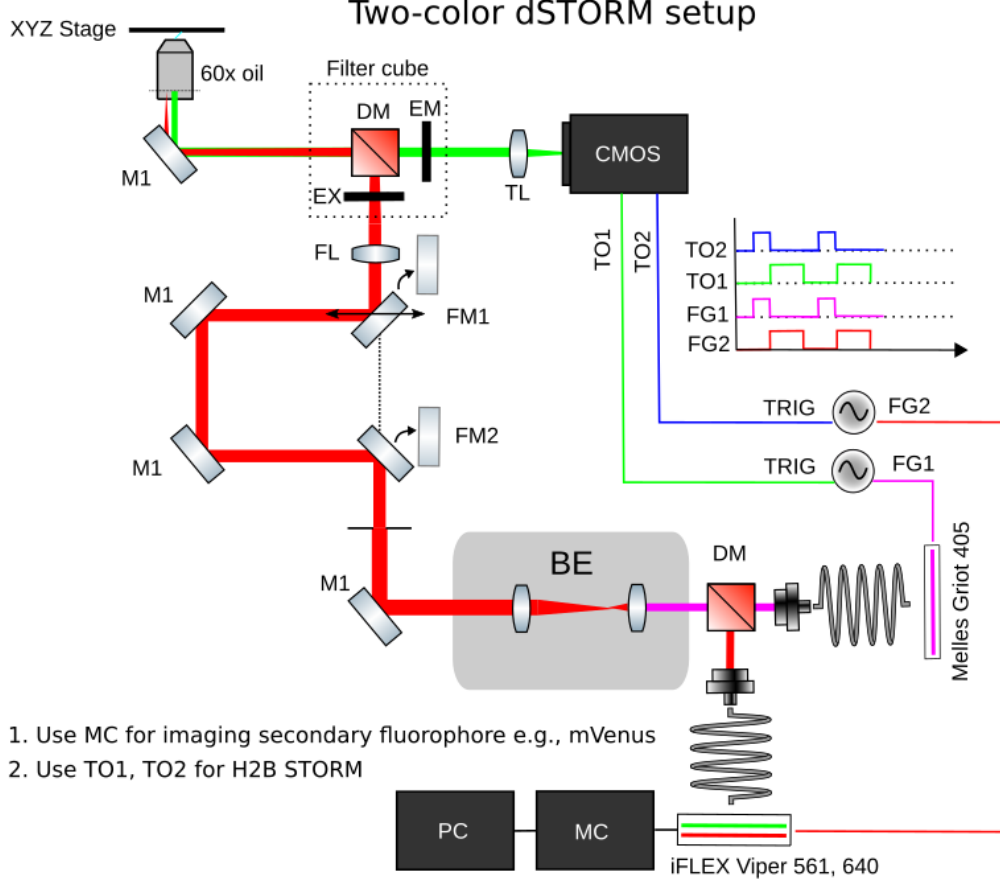 Two-color dSTORM setup
XYZ Stage
60x oil
Filter cube
DM
EM
M1
EX
TL
CMOS
FL
TO1
TO2
M1
FM1
TO2
TO1
FG1
FG2
M1
FM2
TRIG
FG2
TRIG
FG1
BE
DM
M1
Melles Griot 405
1. Use MC for imaging secondary fluorophore e.g., mVenus
2. Use TO1, TO2 for H2B STORM
PC
MC
iFLEX Viper 561, 640